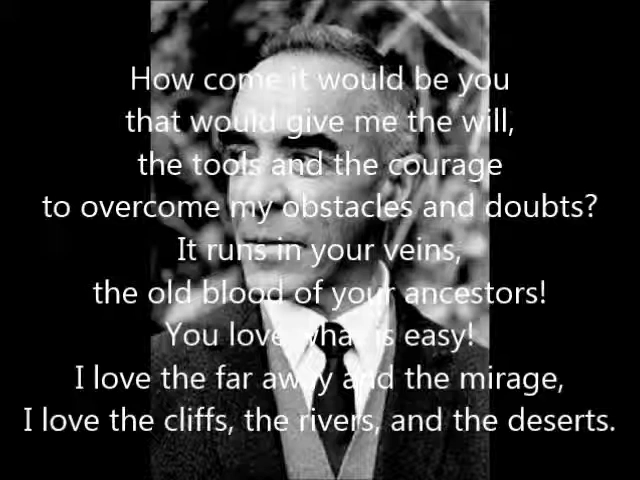 How come it would be you
that would give me the will,
the tools and the courage
to overcome my obstacles and doubts?
It runs in your veins,
the old blood of your ancestors!
You love what is easy!
I love the far away and the mirage,
I love the cliffs, the rivers, and the deserts.